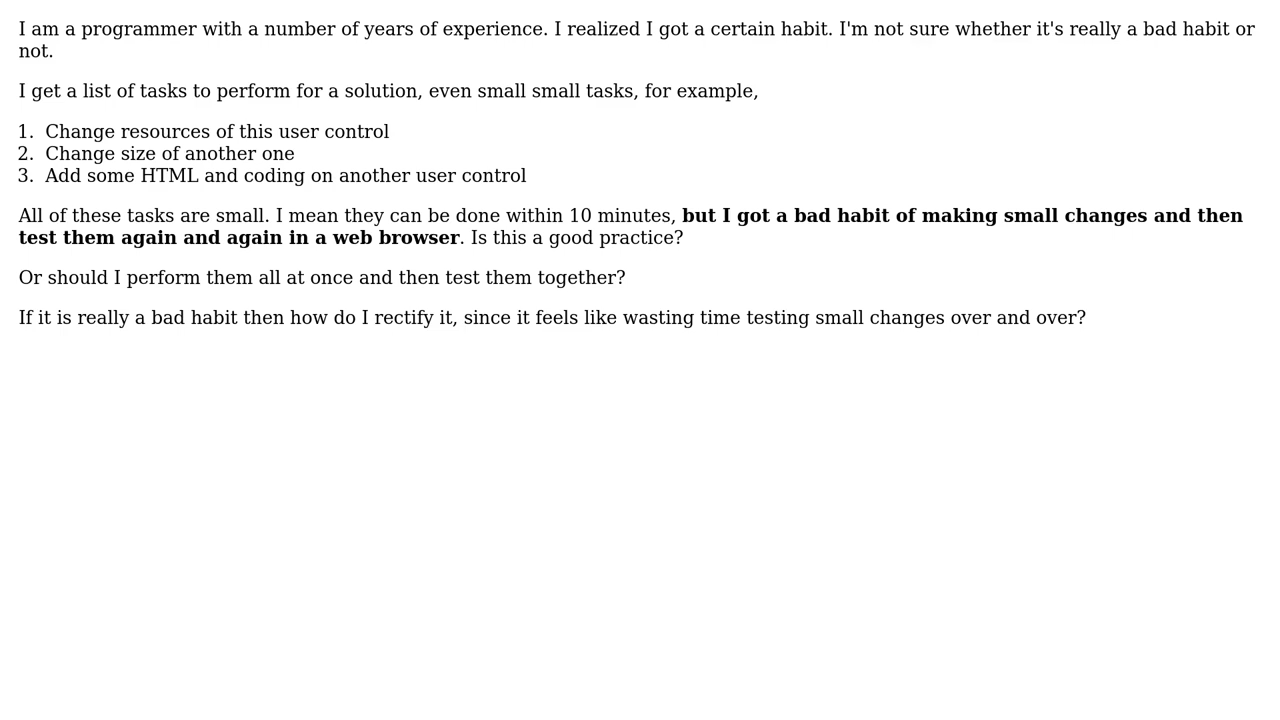 I am a programmer with a number of years of experience. I realized I got a certain habit. I'm not sure whether it's really a bad habit or
not.
I get a list of tasks to perform for a solution, even small small tasks, for example,
1. Change resources of this user control
2. Change size of another one
3. Add some HTML and coding on another user control
All of these tasks are small. I mean they can be done within 10 minutes, but I got a bad habit of making small changes and then
test them again and again in a web browser. Is this a good practice?
Or should I perform them all at once and then test them together?
If it is really a bad habit then how do I rectify it, since it feels like wasting time testing small changes over and over?